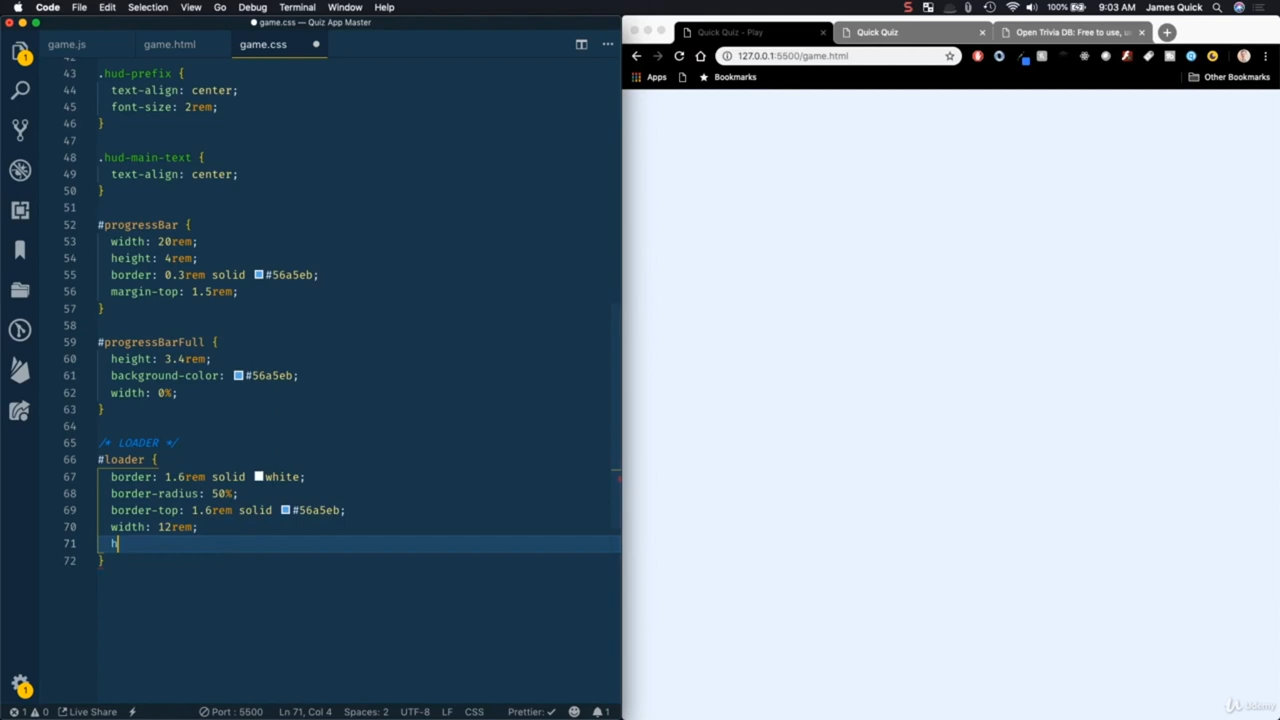 Code File Edit Selection View Go Debug Terminal Window Help 100% 9:03 AM James Quick
game.css — Quiz App Master
game.js game.html game.css
Quick Quiz - Play Quick Quiz Open Trivia DB: Free to use, u
127.0.0.1:5500/game.html
Apps Bookmarks Other Bookmarks
42
43 .hud-prefix {
44 text-align: center;
45 font-size: 2rem;
46 }
47
48 .hud-main-text {
49 text-align: center;
50 }
51
52 #progressBar {
53 width: 20rem;
54 height: 4rem;
55 border: 0.3rem solid #56a5eb;
56 margin-top: 1.5rem;
57 }
58
59 #progressBarFull {
60 height: 3.4rem;
61 background-color: #56a5eb;
62 width: 0%;
63 }
64
65 /* LOADER */
66 #loader {
67 border: 1.6rem solid white;
68 border-radius: 50%;
69 border-top: 1.6rem solid #56a5eb;
70 width: 12rem;
71 h
72 }
1
1
1 0 Live Share Port : 5500 Ln 71, Col 4 Spaces: 2 UTF-8 LF CSS Prettier: ✓ 1
Udemy